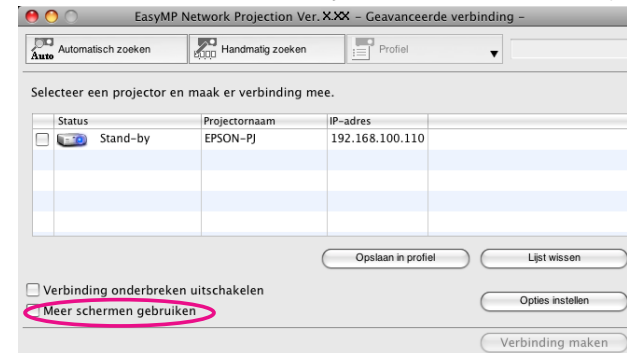 EasyMP Network Projection Ver. X.XX – Geavanceerde verbinding –
Auto Automatisch zoeken Handmatig zoeken Profiel
Selecteer een projector en maak er verbinding mee.
Status Projectornaam IP-adres
Stand-by EPSON-PJ 192.168.100.110
Opslaan in profiel Lijst wissen
Verbinding onderbreken uitschakelen
Meer schermen gebruiken
Opties instellen
Verbinding maken